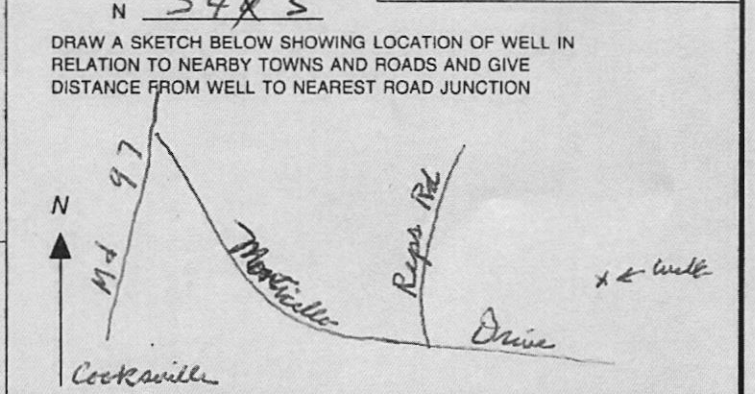 N 54
DRAW A SKETCH BELOW SHOWING LOCATION OF WELL IN
RELATION TO NEARBY TOWNS AND ROADS AND GIVE
DISTANCE FROM WELL TO NEAREST ROAD JUNCTION
Md 97
N
Monticello
Reps Rd
x ← Well
Drive
Cooksville